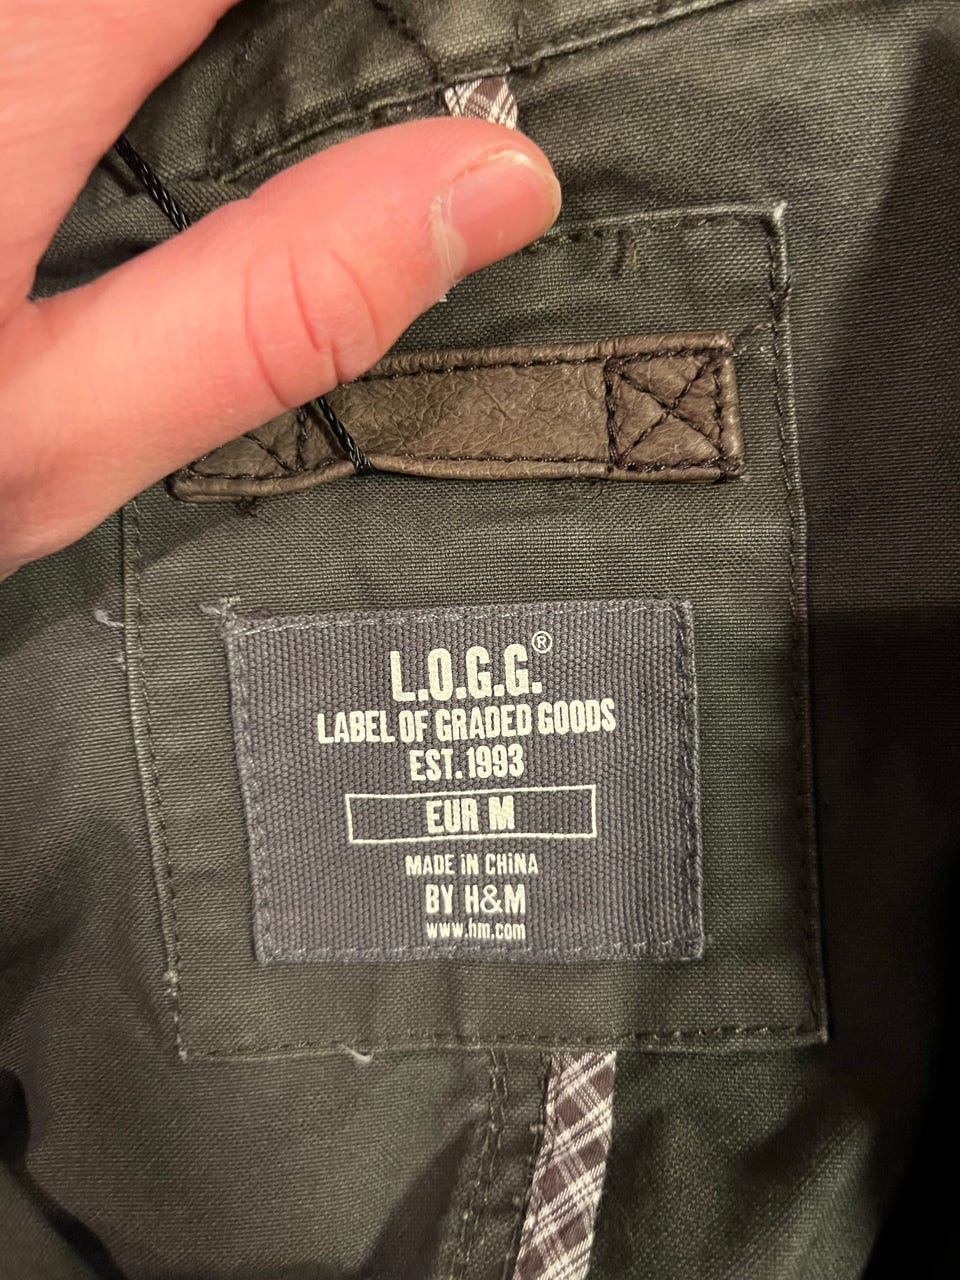 L.O.G.G.®
LABEL OF GRADED GOODS
EST. 1993
EUR M
MADE IN CHINA
BY H&M
www.hm.com